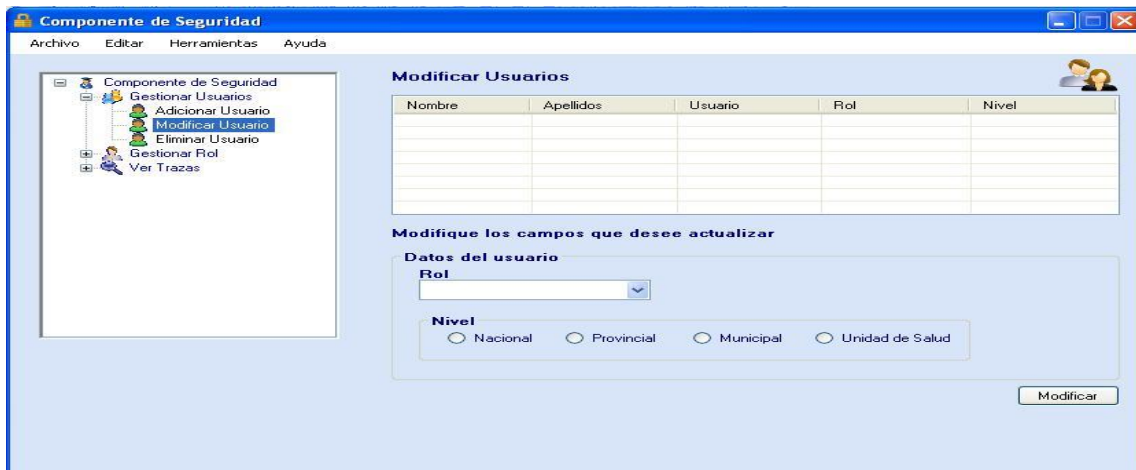 Componente de Seguridad
Archivo Editar Herramientas Ayuda
Componente de Seguridad
Gestionar Usuarios
Adicionar Usuario
Modificar Usuario
Eliminar Usuario
Gestionar Rol
Ver Trazas
Modificar Usuarios
Nombre Apellidos Usuario Rol Nivel
Modifique los campos que desee actualizar
Datos del usuario
Rol
Nivel
Nacional Provincial Municipal Unidad de Salud
Modificar